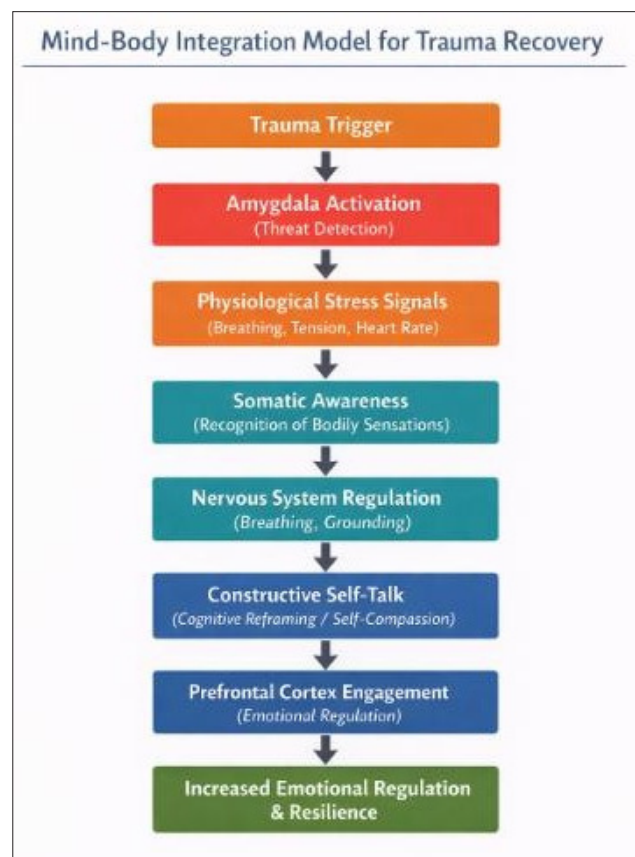 Mind-Body Integration Model for Trauma Recovery
Trauma Trigger
Amygdala Activation
(Threat Detection)
Physiological Stress Signals
(Breathing, Tension, Heart Rate)
Somatic Awareness
(Recognition of Bodily Sensations)
Nervous System Regulation
(Breathing, Grounding)
Constructive Self-Talk
(Cognitive Reframing / Self-Compassion)
Prefrontal Cortex Engagement
(Emotional Regulation)
Increased Emotional Regulation
& Resilience